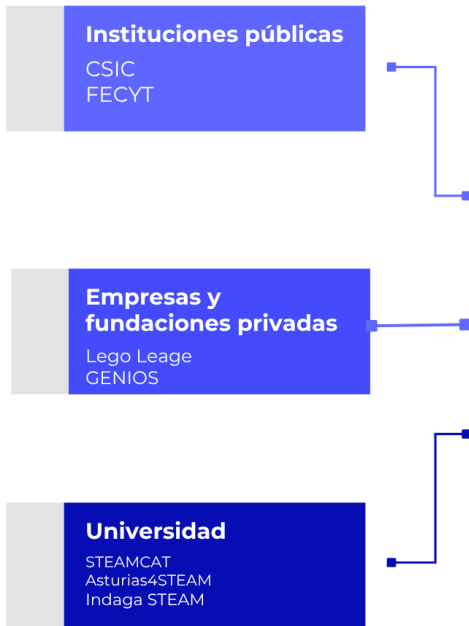 Instituciones públicas
CSIC
FECYT
Empresas y
fundaciones privadas
Lego Leage
GENIOS
Universidad
STEAMCAT
Asturias4STEAM
Indaga STEAM